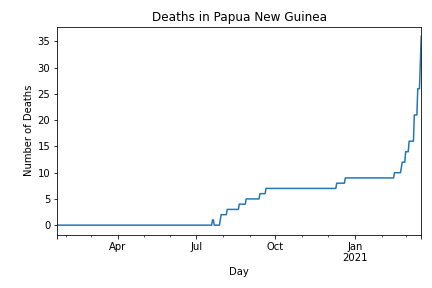 Deaths in Papua New Guinea
35
30
25
20
15
10
5
0
Number of Deaths
Apr
Jul
Oct
Jan
2021
Day